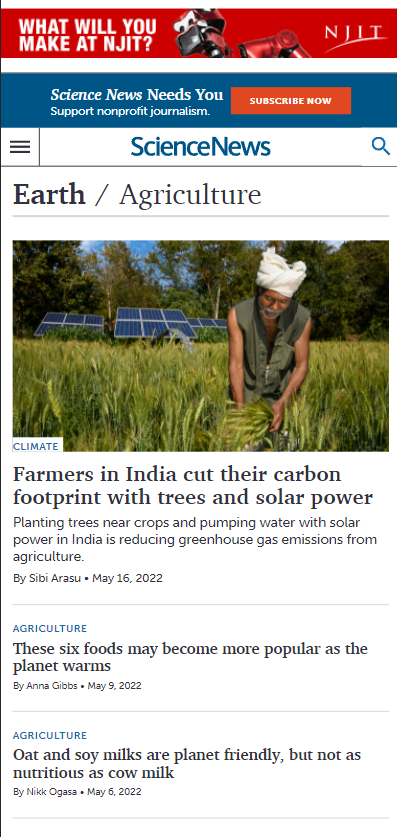 WHAT WILL YOU
MAKE AT NJIT?
NJIT
Science News Needs You
Support nonprofit journalism.
SUBSCRIBE NOW
ScienceNews
Earth / Agriculture
CLIMATE
Farmers in India cut their carbon
footprint with trees and solar power
Planting trees near crops and pumping water with solar
power in India is reducing greenhouse gas emissions from
agriculture.
By Sibi Arasu • May 16, 2022
AGRICULTURE
These six foods may become more popular as the
planet warms
By Anna Gibbs • May 9, 2022
AGRICULTURE
Oat and soy milks are planet friendly, but not as
nutritious as cow milk
By Nikk Ogasa • May 6, 2022